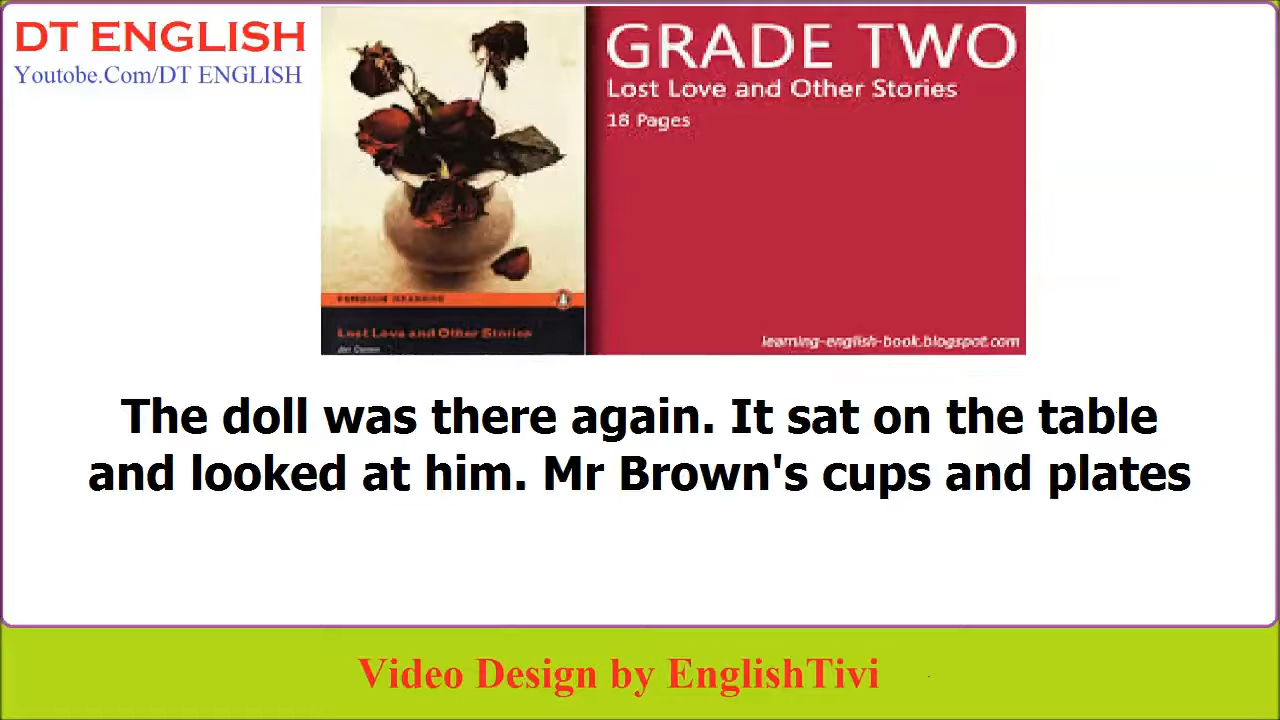 DT ENGLISH
Youtobe.Com/DT ENGLISH
GRADE TWO
Lost Love and Other Stories
18 Pages
PENGUIN READERS
Lost Love and Other Stories
learning-english-book.blogspot.com
The doll was there again. It sat on the table
and looked at him. Mr Brown's cups and plates
Video Design by EnglishTivi